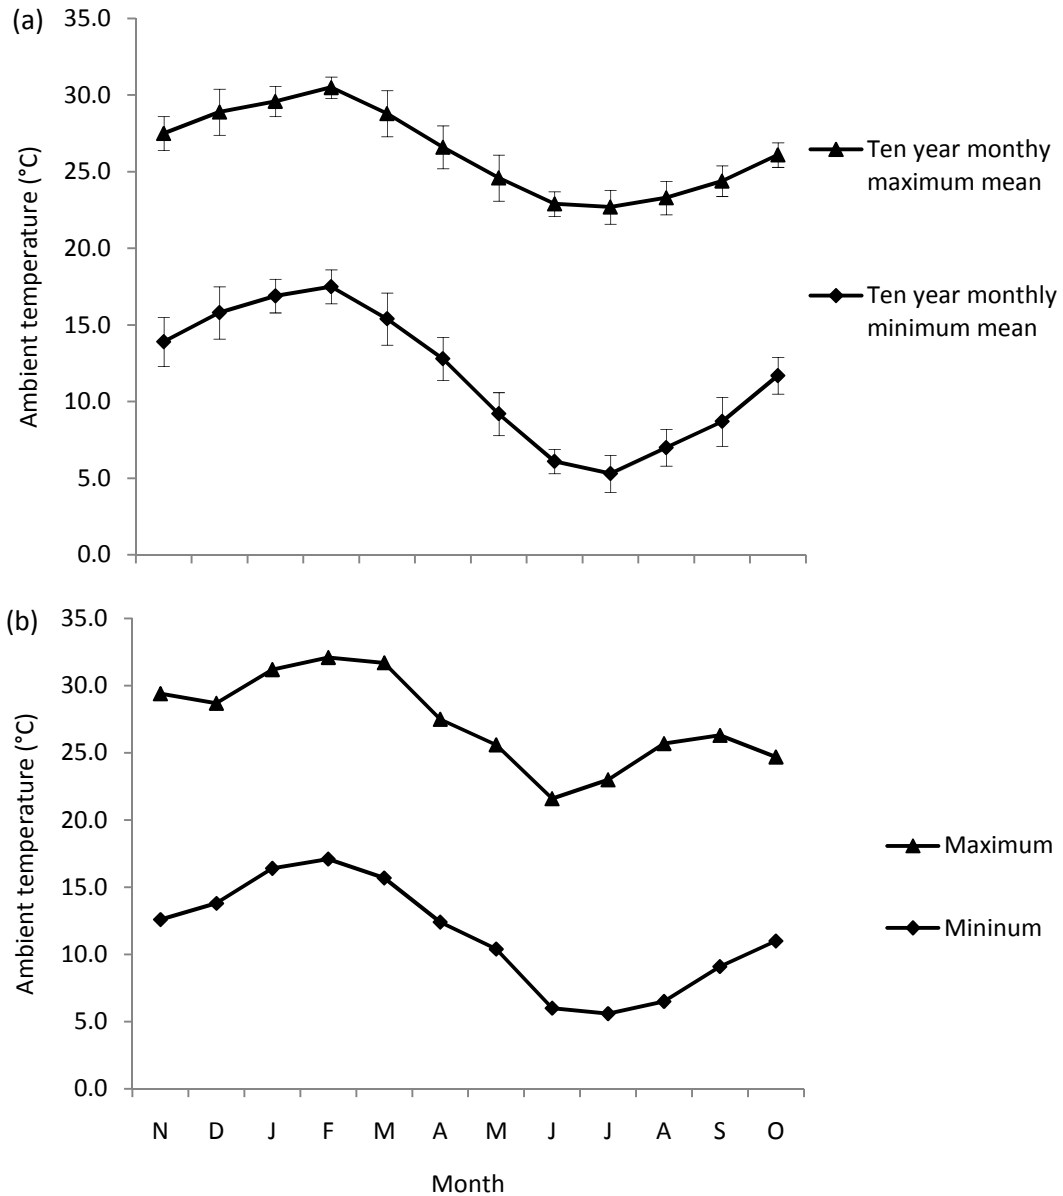 (a)
35.0
30.0
25.0
20.0
15.0
10.0
5.0
0.0
Ambient temperature (°C)
Ten year monthy
maximum mean
Ten year monthly
minimum mean
(b)
35.0
30.0
25.0
20.0
15.0
10.0
5.0
0.0
Ambient temperature (°C)
Maximum
Mininum
N D J F M A M J J A S O
Month